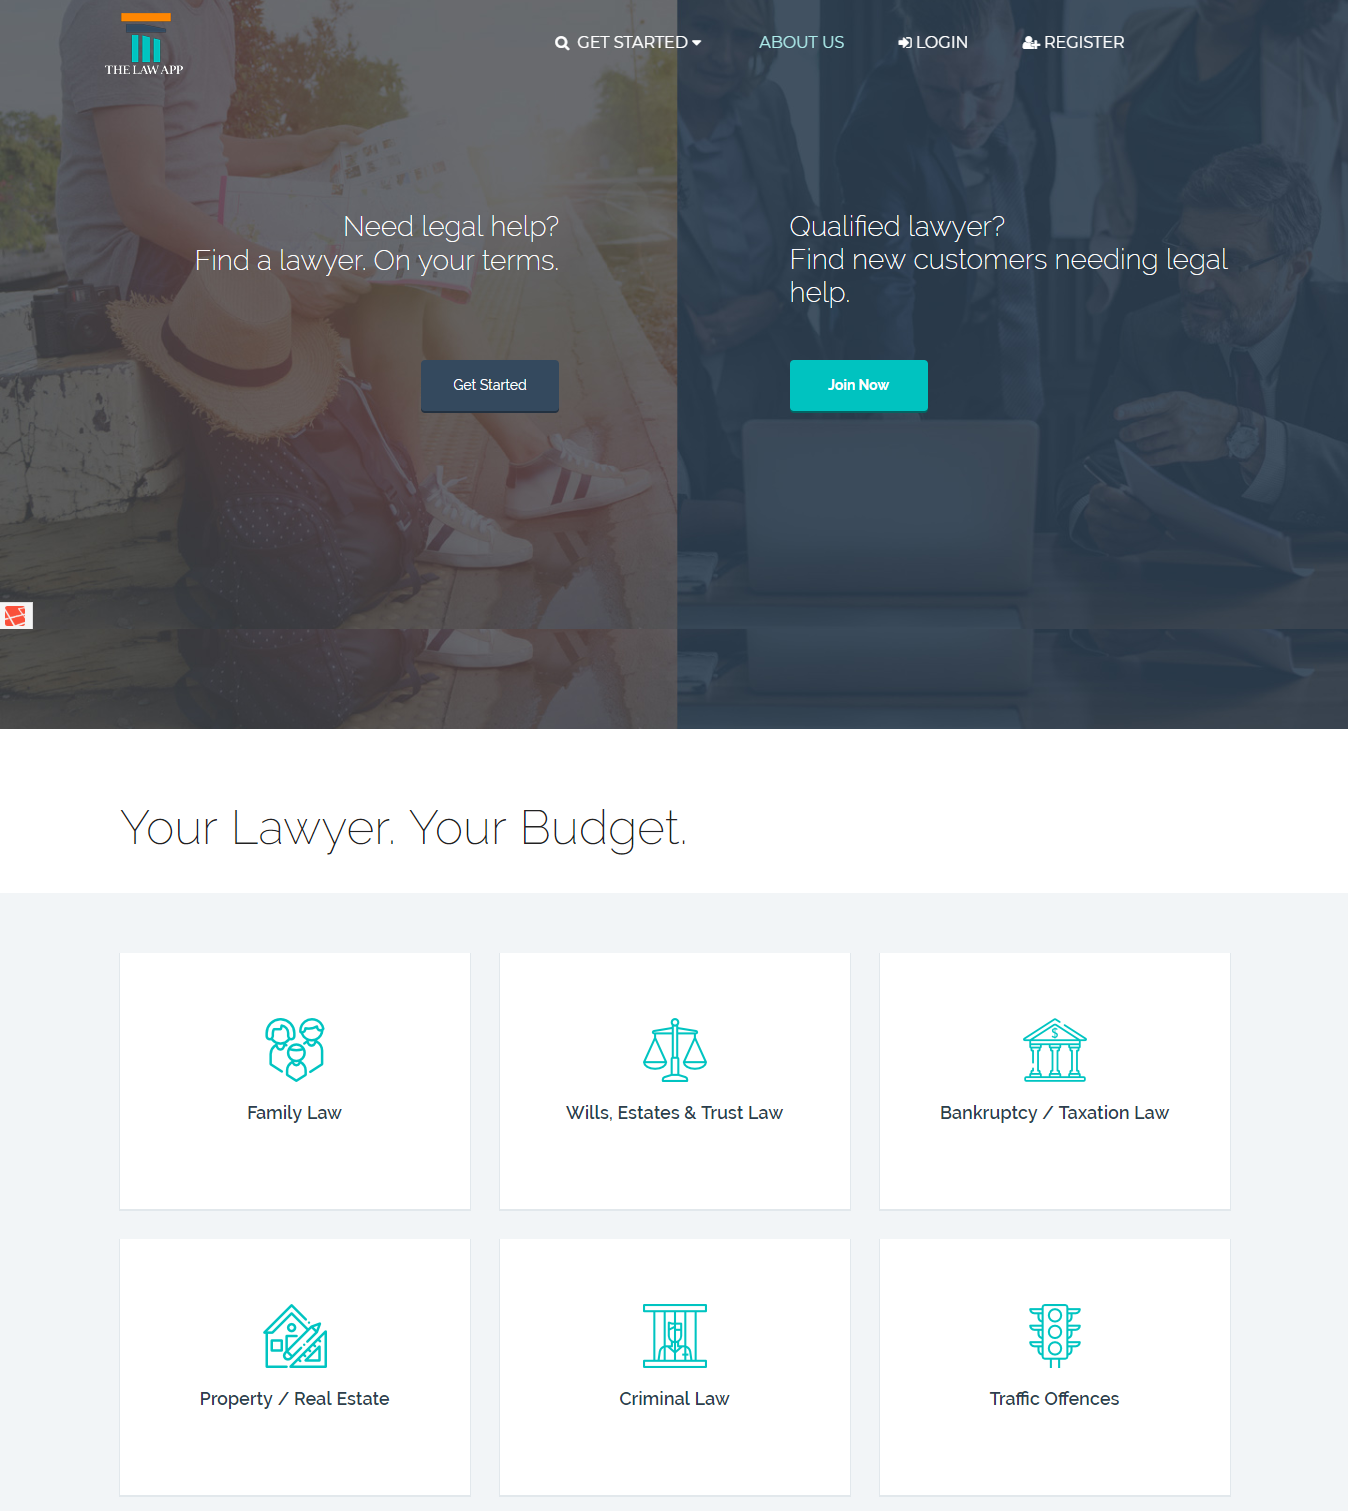 THE LAW APP
GET STARTED
ABOUT US
LOGIN
REGISTER
Need legal help?
Find a lawyer. On your terms.
Get Started
Qualified lawyer?
Find new customers needing legal
help.
Join Now
Your Lawyer. Your Budget.
Family Law
Wills, Estates & Trust Law
Bankruptcy / Taxation Law
Property / Real Estate
Criminal Law
Traffic Offences